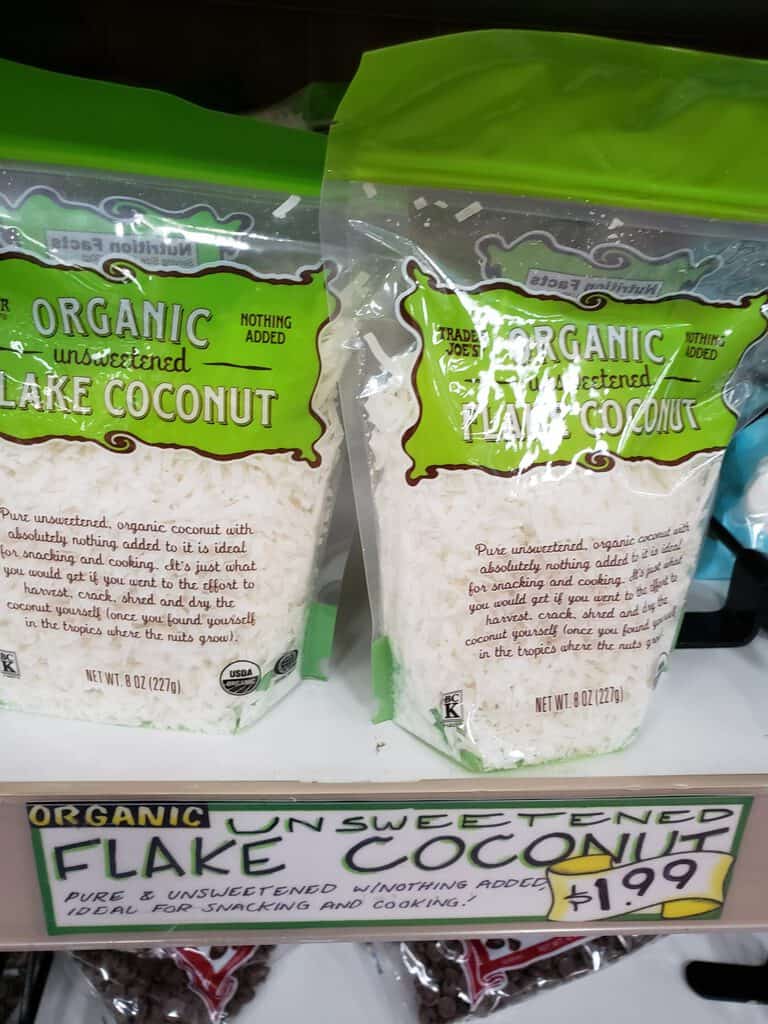 Nutrition Facts
ORGANIC
NOTHING
ADDED
unsweetened
LAKE COCONUT
Pure unsweetened, organic coconut with
absolutely nothing added to it is ideal
for snacking and cooking. It's just what
you would get if you went to the effort to
harvest, crack, shred and dry the
coconut yourself (once you found yourself
in the tropics where the nuts grow).
K
NET WT. 8 OZ (227g)
USDA
ORGANIC
Nutrition Facts
TRADER
JOE'S
ORGANIC
NOTHING
ADDED
unsweetened
FLAKE COCONUT
Pure unsweetened, organic coconut with
absolutely nothing added to it is ideal
for snacking and cooking. It's just what
you would get if you went to the effort to
harvest, crack, shred and dry the
coconut yourself (once you found yourself
in the tropics where the nuts grow
BC
K
NET WT. 8 OZ (227g)
ORGANIC UNSWEETENED
FLAKE COCONUT
PURE & UNSWEETENED W/NOTHING ADDED,
IDEAL FOR SNACKING AND COOKING!
$1.99